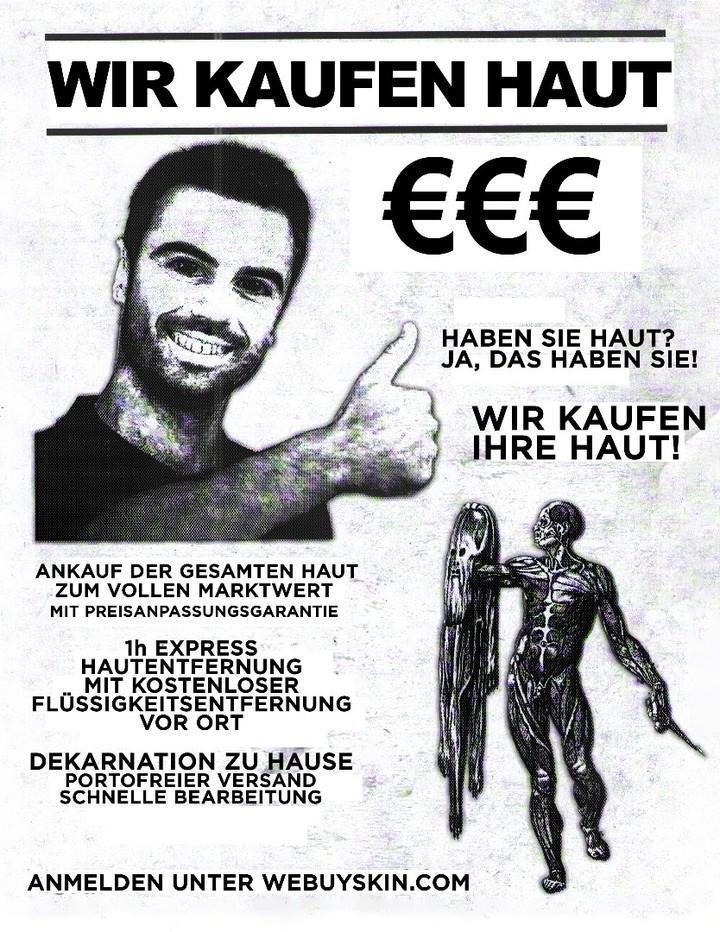 WIR KAUFEN HAUT
€€€
HABEN SIE HAUT?
JA, DAS HABEN SIE!
WIR KAUFEN
IHRE HAUT!
ANKAUF DER GESAMTEN HAUT
ZUM VOLLEN MARKTWERT
MIT PREISANPASSUNGSGARANTIE
1h EXPRESS
HAUTENTFERNUNG
MIT KOSTENLOSER
FLÜSSIGKEITSENTFERNUNG
VOR ORT
DEKARNATION ZU HAUSE
PORTOFREIER VERSAND
SCHNELLE BEARBEITUNG
ANMELDEN UNTER WEBUYSKIN.COM